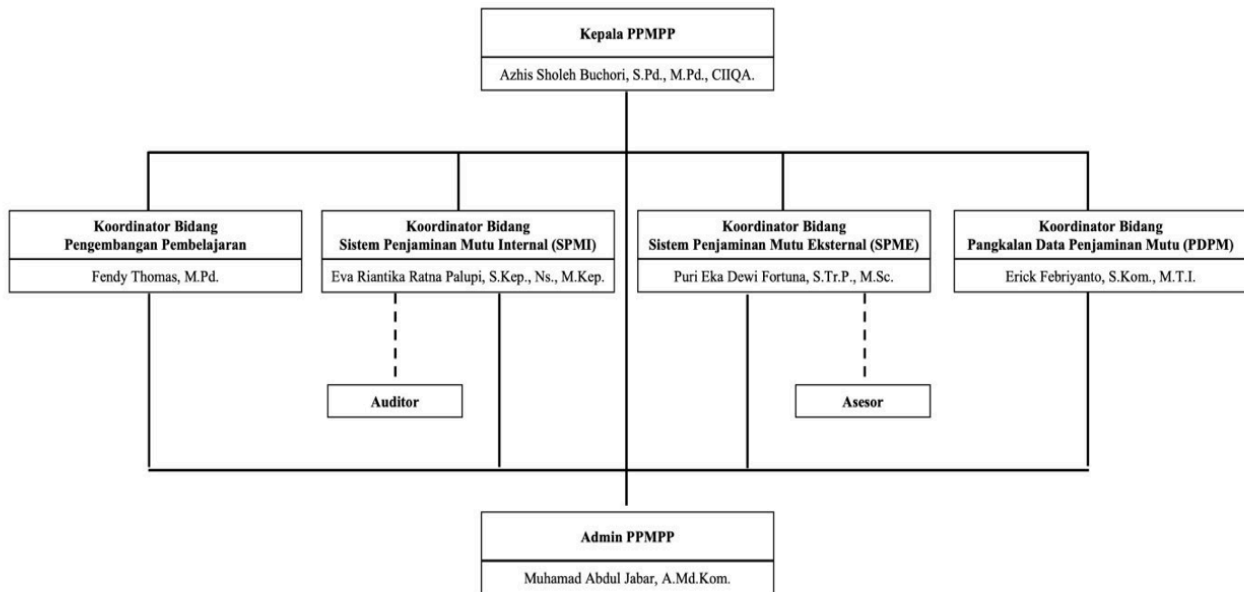 Kepala PPMPP
Azhis Sholeh Buchori, S.Pd., M.Pd., CIIQA.
Koordinator Bidang
Pengembangan Pembelajaran
Fendy Thomas, M.Pd.
Koordinator Bidang
Sistem Penjaminan Mutu Internal (SPMI)
Eva Riantika Ratna Palupi, S.Kep., Ns., M.Kep.
Koordinator Bidang
Sistem Penjaminan Mutu Eksternal (SPME)
Puri Eka Dewi Fortuna, S.Tr.P., M.Sc.
Koordinator Bidang
Pangkalan Data Penjaminan Mutu (PDPM)
Erick Febriyanto, S.Kom., M.T.I.
Auditor
Asesor
Admin PPMPP
Muhamad Abdul Jabar, A.Md.Kom.